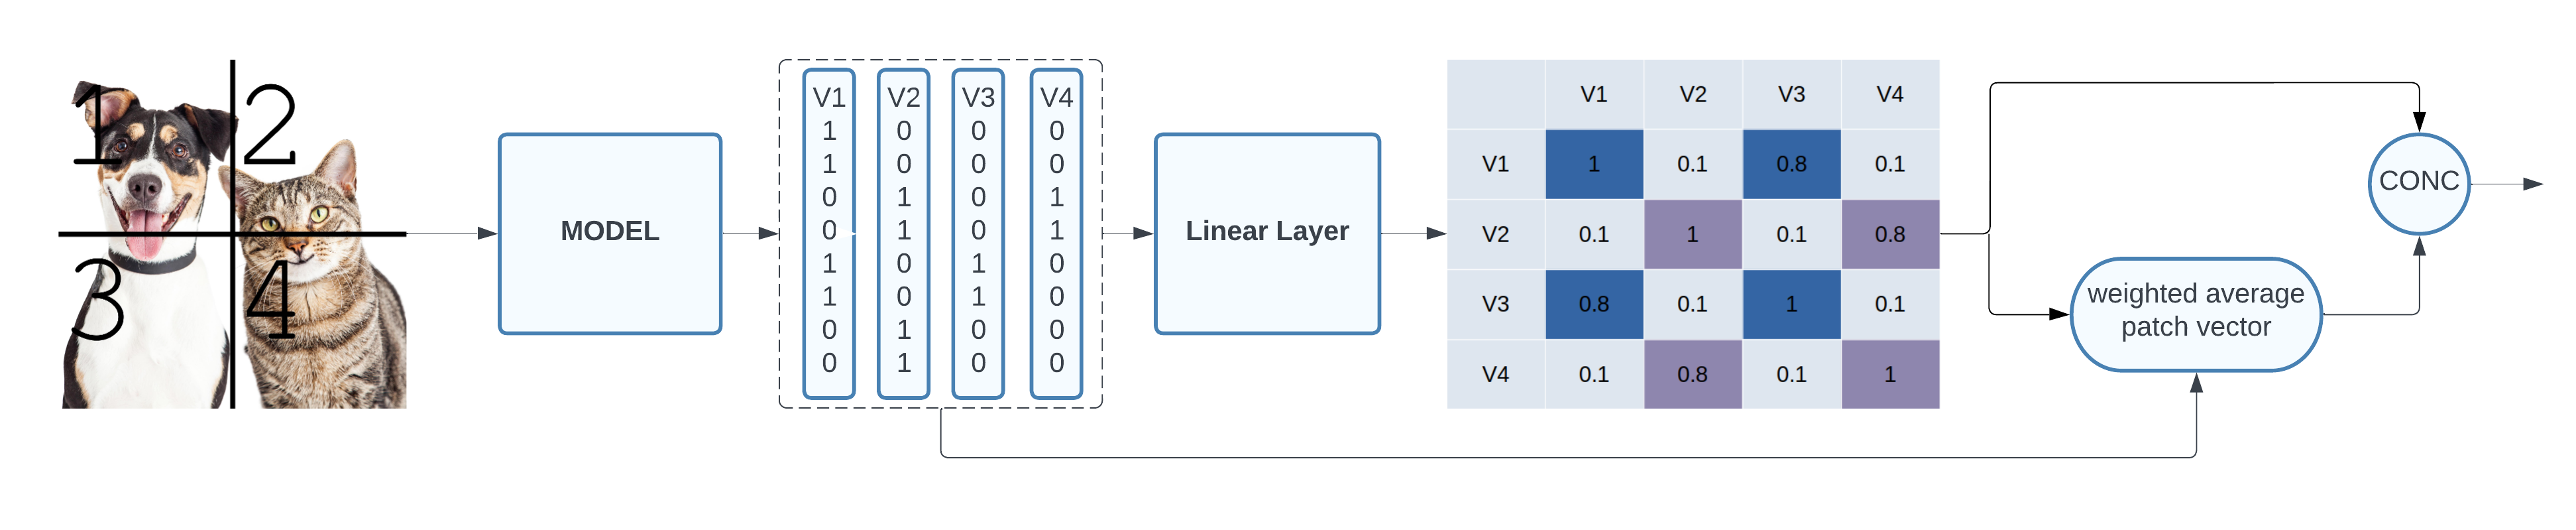 1 2
3 4
MODEL
V1 V2 V3 V4
1 0 0 0
1 0 0 0
0 1 0 1
0 1 0 1
1 0 1 0
1 0 1 0
0 1 0 0
0 1 0 0
Linear Layer
V1 V2 V3 V4
V1 1 0.1 0.8 0.1
V2 0.1 1 0.1 0.8
V3 0.8 0.1 1 0.1
V4 0.1 0.8 0.1 1
weighted average
patch vector
CONC